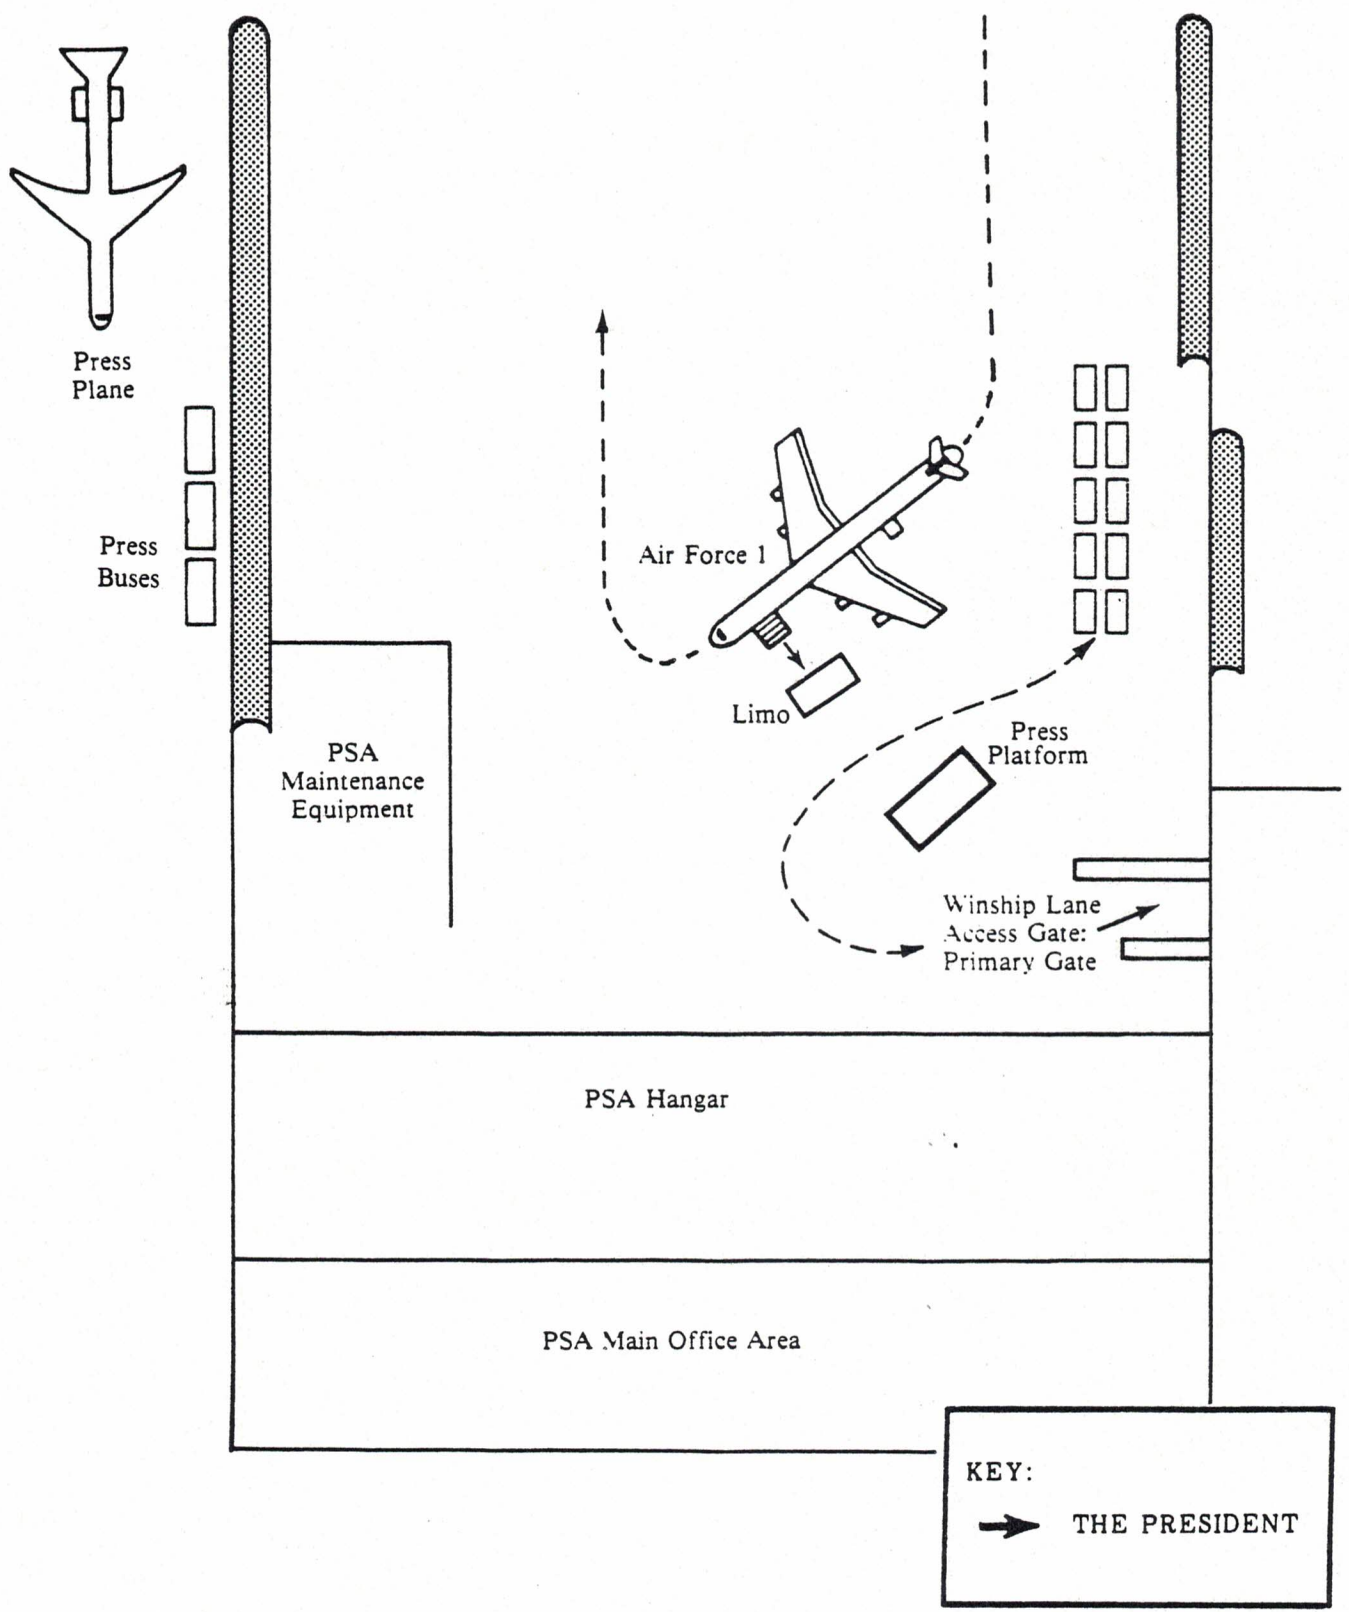 Press
Plane
Press
Buses
Air Force 1
Limo
Press
Platform
PSA
Maintenance
Equipment
Winship Lane
Access Gate:
Primary Gate
PSA Hangar
PSA Main Office Area
KEY:
THE PRESIDENT